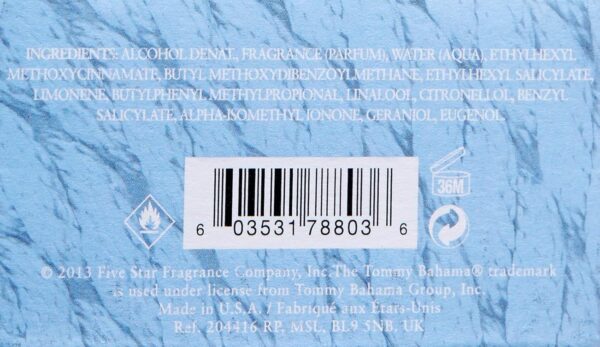 INGREDIENTS: ALCOHOL DENAT., FRAGRANCE (PARFUM), WATER (AQUA), ETHYLHEXYL
METHOXYCINNAMATE, BUTYL METHOXYDIBENZOYLMETHANE, ETHYLHEXYL SALICYLATE,
LIMONENE, BUTYLPHENYL METHYLPROPIONAL, LINALOOL, CITRONELLOL, BENZYL
SALICYLATE, ALPHA-ISOMETHYL IONONE, GERANIOL, EUGENOL.
36M
6 03531 78803 6
© 2013 Five Star Fragrance Company, Inc. The Tommy Bahama® trademark
is used under license from Tommy Bahama Group, Inc.
Made in U.S.A. / Fabriqué aux États-Unis
Ref. 204416 RP, MSL, BL9 5NB, UK